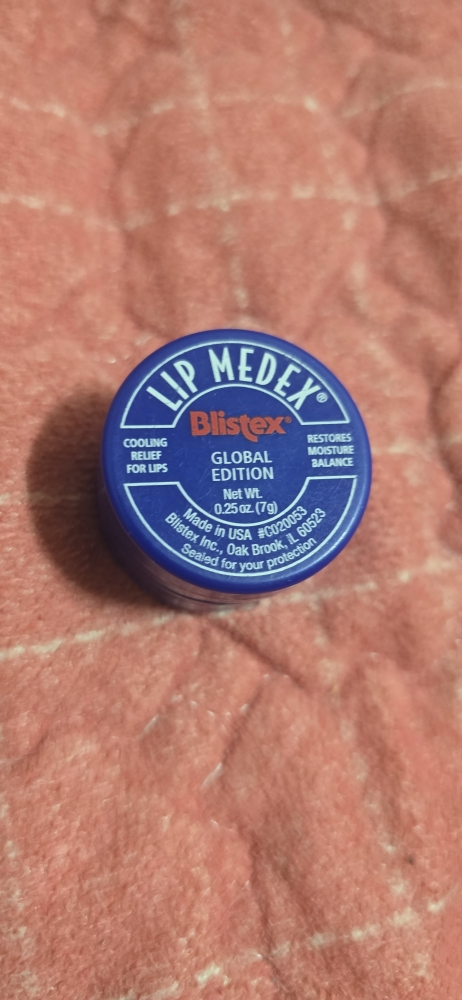 LIP MEDEX®
Blistex®
COOLING
RELIEF
FOR LIPS
GLOBAL
EDITION
RESTORES
MOISTURE
BALANCE
Net Wt.
0.25 oz. (7g)
Made in USA #C020053
Blistex Inc., Oak Brook, IL 60523
Sealed for your protection